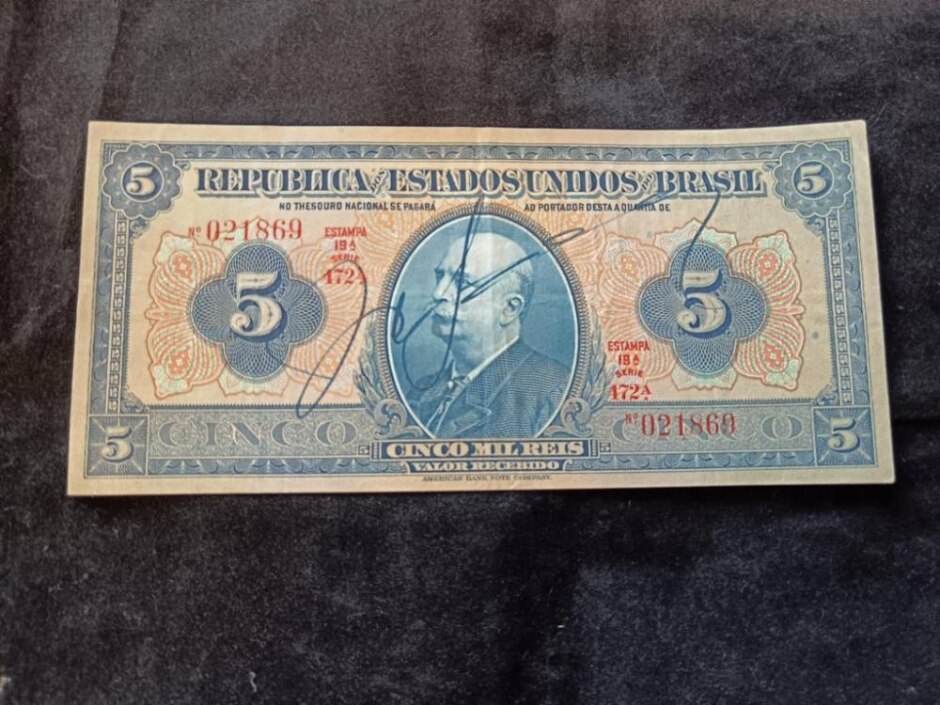 5 REPUBLICA DOS ESTADOS UNIDOS DO BRASIL 5
NO THESOURO NACIONAL SE PAGARÁ AO PORTADOR DESTA A QUANTIA DE
Nº 021869
ESTAMPA
19ª
SERIE
172ª
5
5
ESTAMPA
19ª
SERIE
172ª
Nº 021869
5 CINCO 5 CINCO MIL REIS 5 C O 5
VALOR RECEBIDO
AMERICAN BANK NOTE COMPANY.